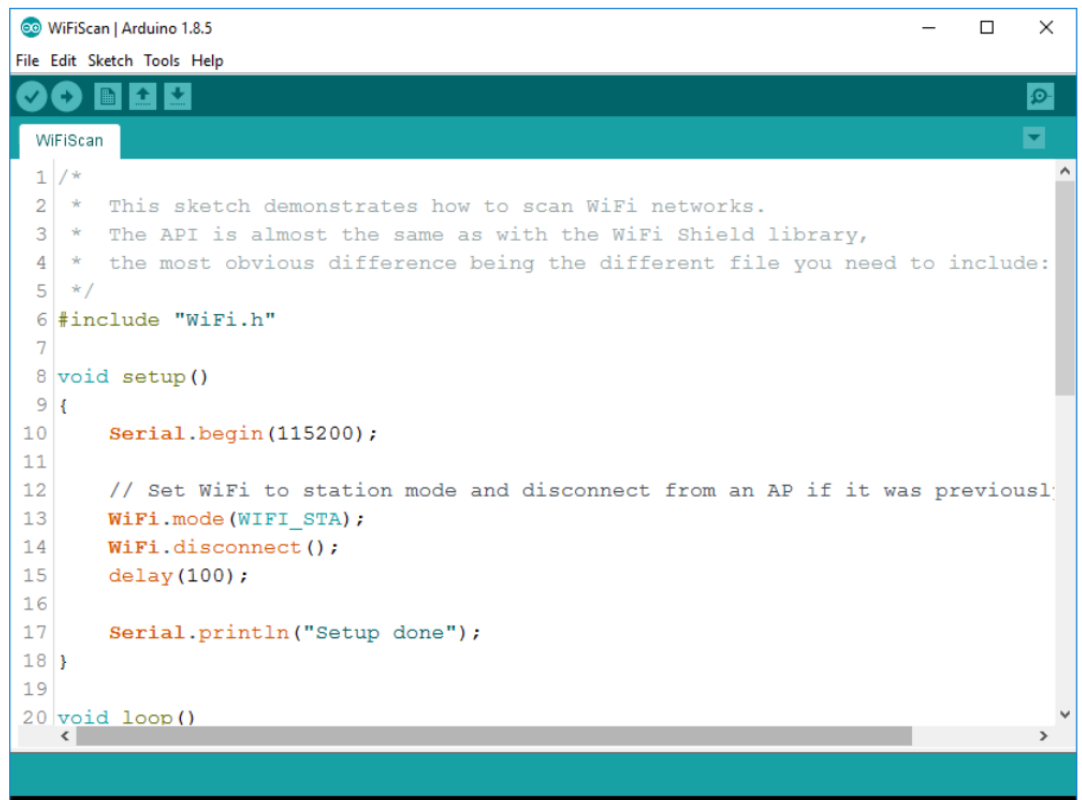 WiFiScan | Arduino 1.8.5
File Edit Sketch Tools Help
WiFiScan
1 /*
2  *  This sketch demonstrates how to scan WiFi networks.
3  *  The API is almost the same as with the WiFi Shield library,
4  *  the most obvious difference being the different file you need to include:
5  */
6 #include "WiFi.h"
7
8 void setup()
9 {
10     Serial.begin(115200);
11
12     // Set WiFi to station mode and disconnect from an AP if it was
13     WiFi.mode(WIFI_STA);
14     WiFi.disconnect();
15     delay(100);
16
17     Serial.println("Setup done");
18 }
19
20 void loop()